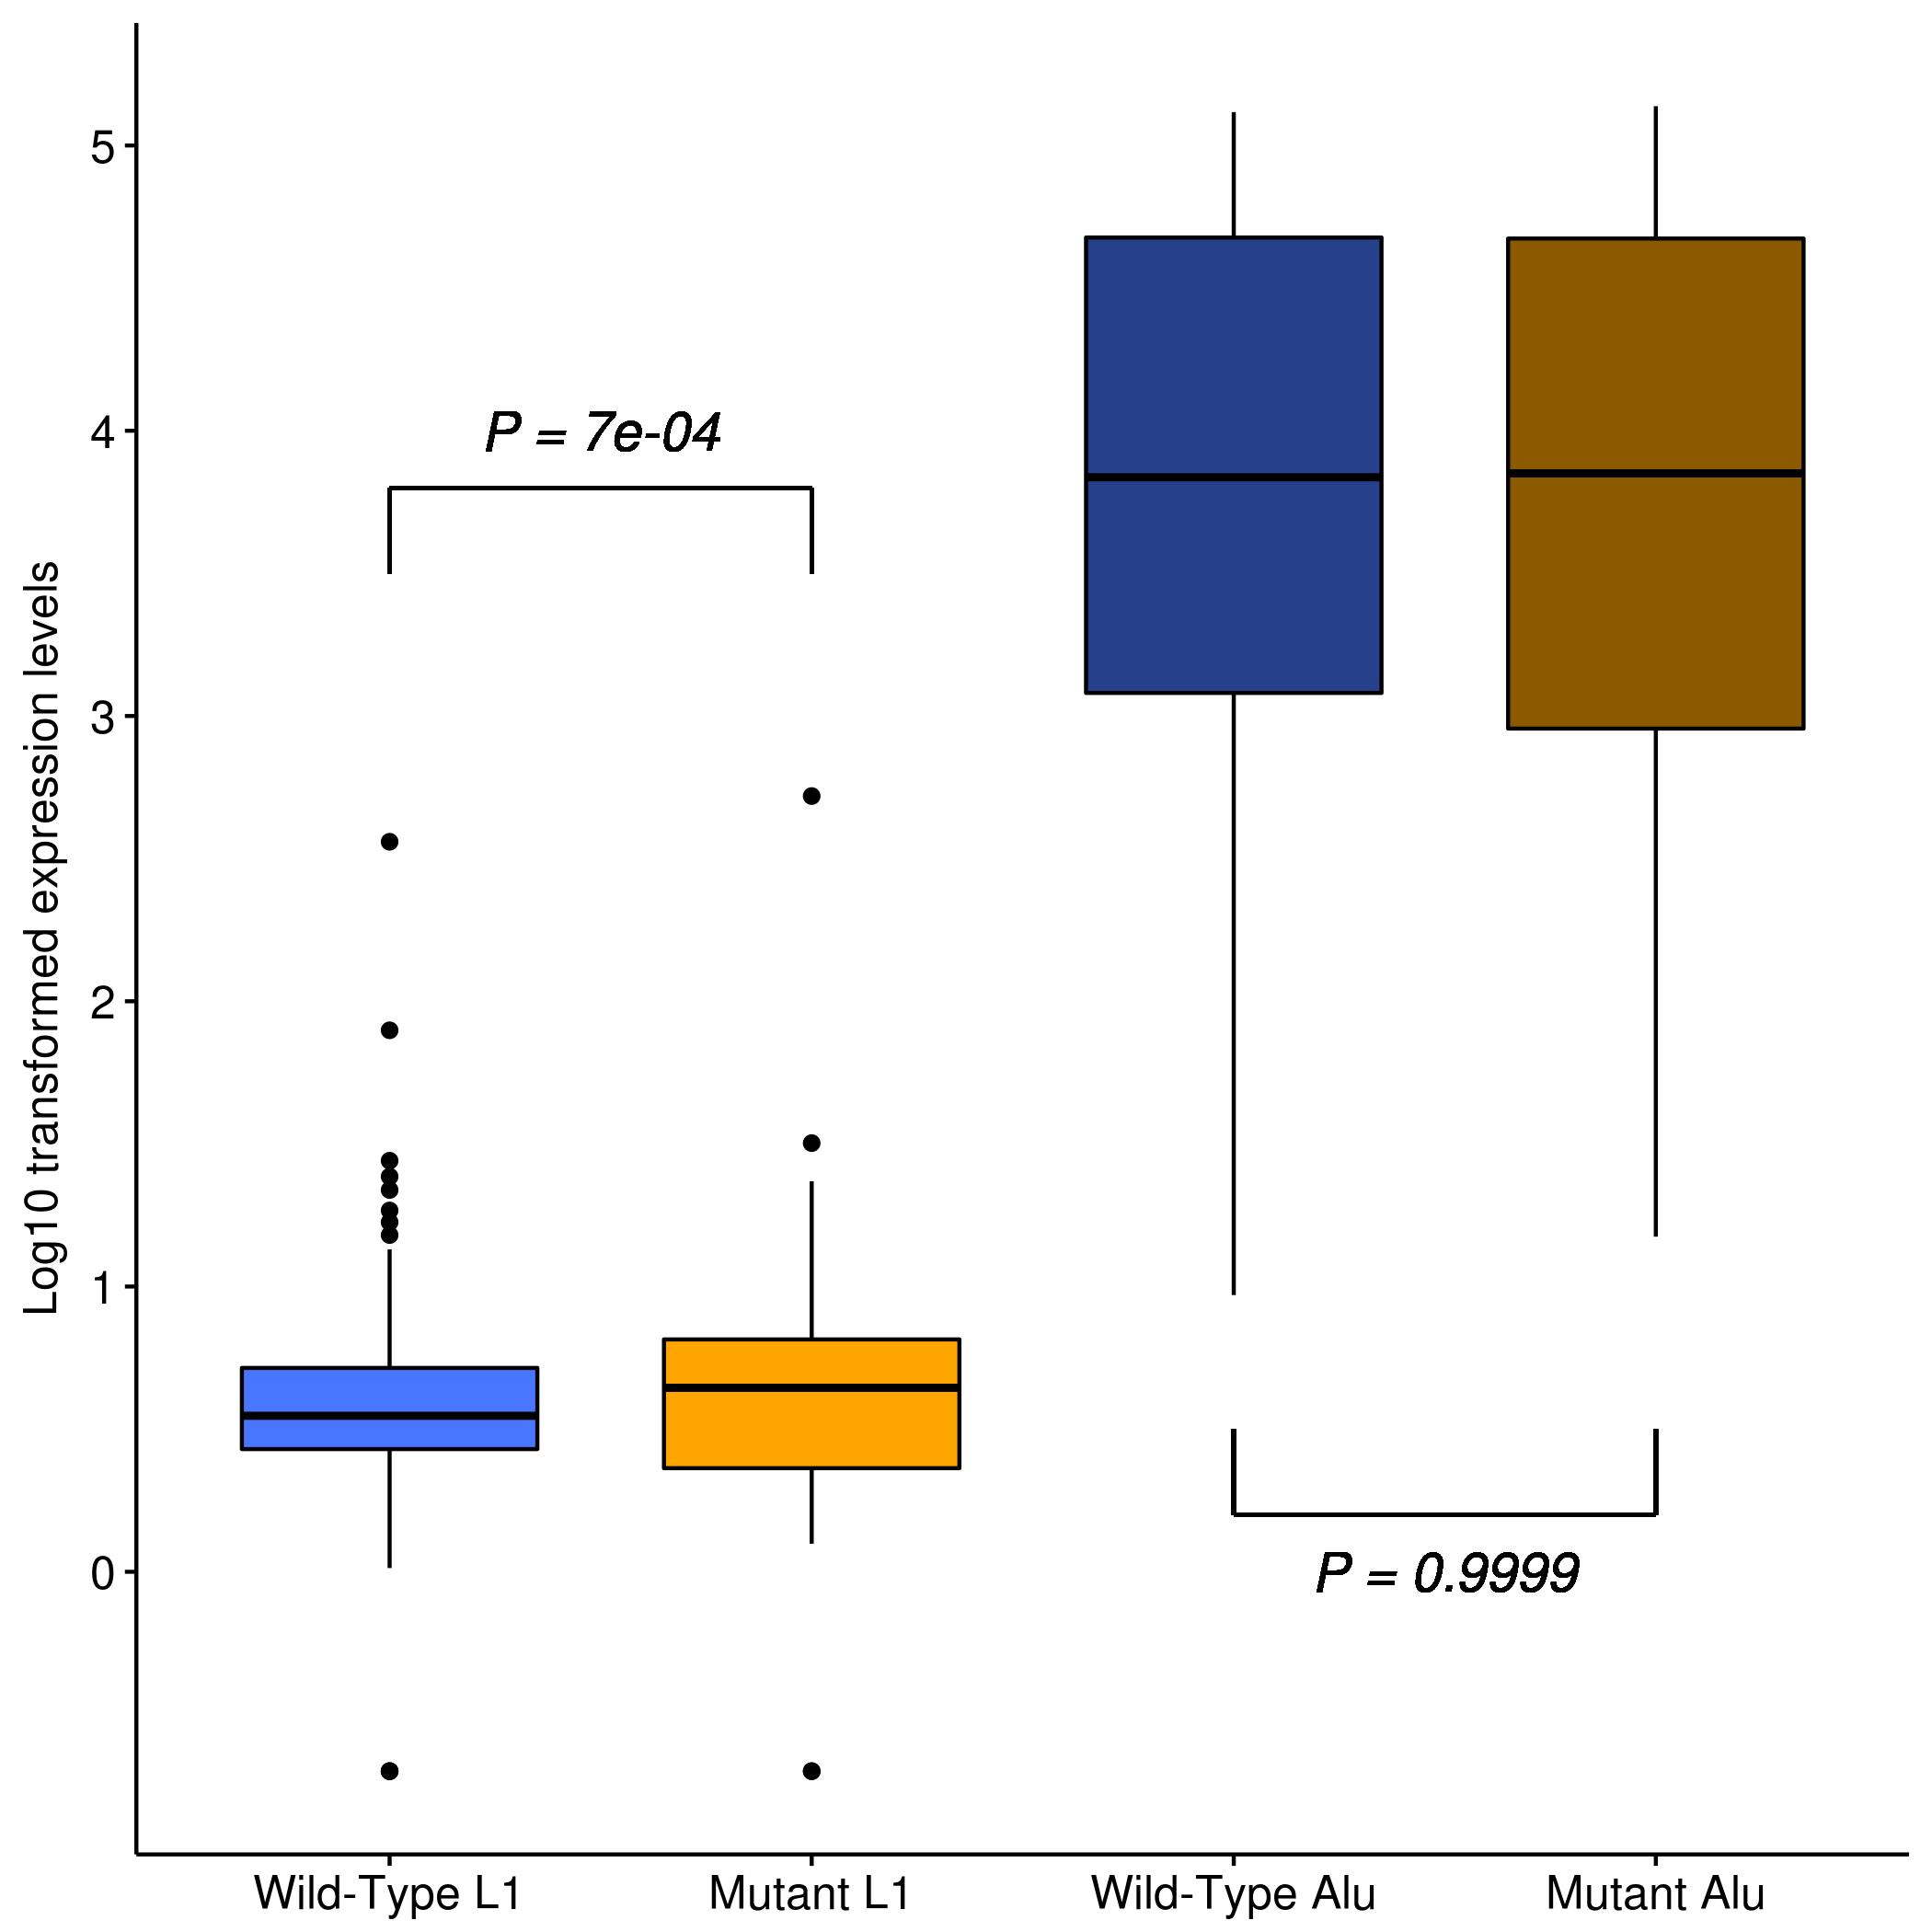 Log10 transformed expression levels
5
4
3
2
1
0
P = 7e-04
P = 0.9999
Wild-Type L1
Mutant L1
Wild-Type Alu
Mutant Alu